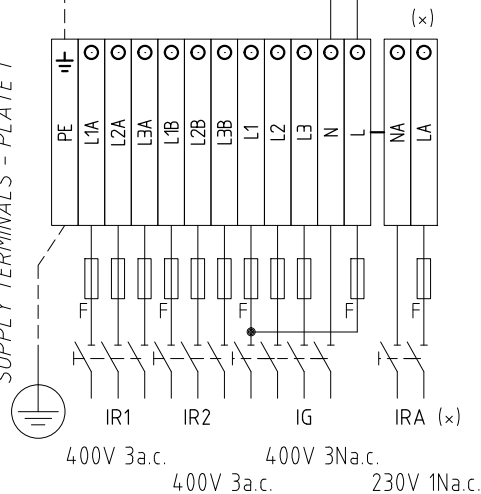 (x)
SUPPLY TERMINALS - PLATE 1
PE
L1A
L2A
L3A
L1B
L2B
L3B
L1
L2
L3
N
L
NA
LA
F
F
F
F
F
IR1
IR2
IG
IRA (x)
400V 3a.c.
400V 3Na.c.
400V 3a.c.
230V 1Na.c.